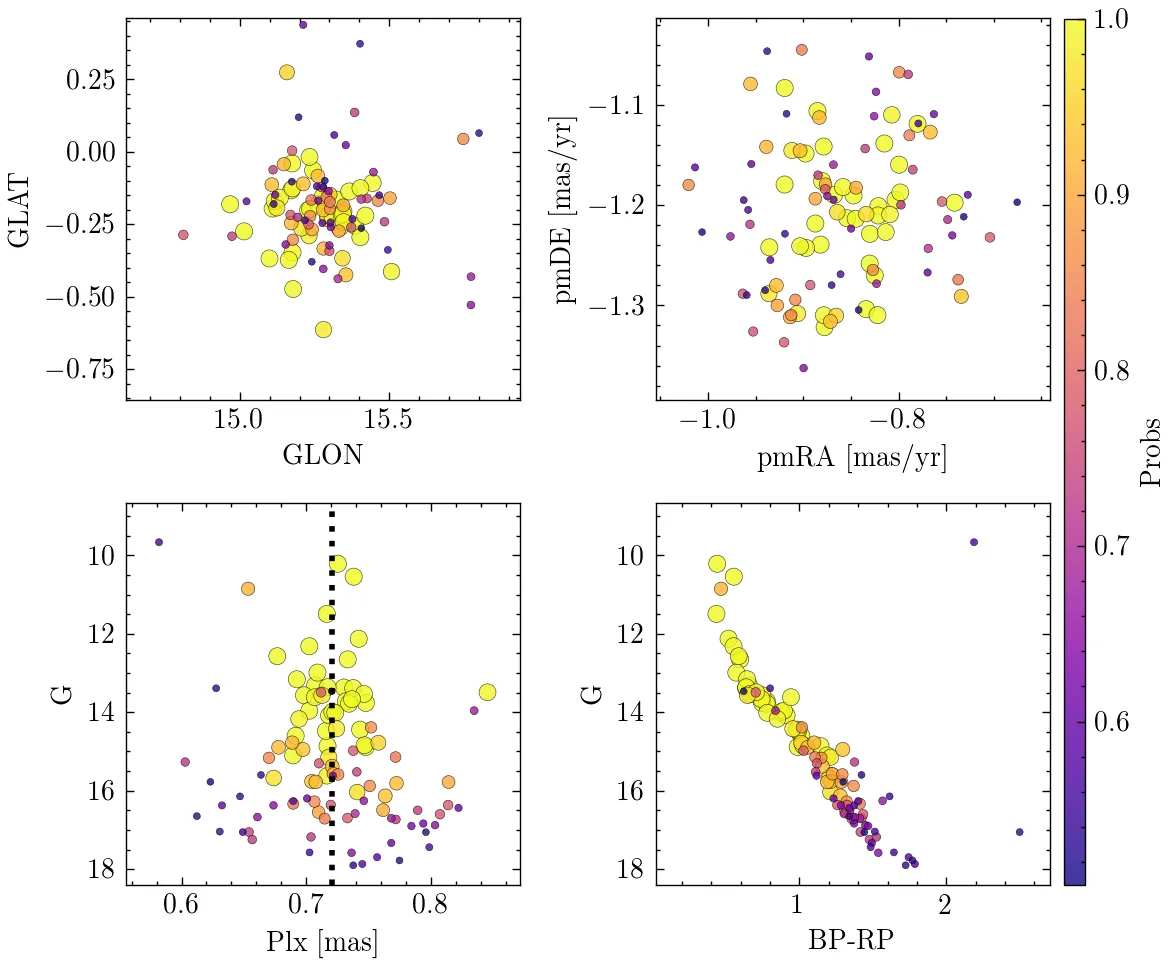 0.25
0.00
−0.25
−0.50
−0.75
GLAT
15.0 15.5
GLON
−1.1
−1.2
−1.3
pmDE [mas/yr]
−1.0 −0.8
pmRA [mas/yr]
10
12
14
16
18
G
0.6 0.7 0.8
Plx [mas]
10
12
14
16
18
G
1 2
BP-RP
1.0
0.9
0.8
0.7
0.6
Probs